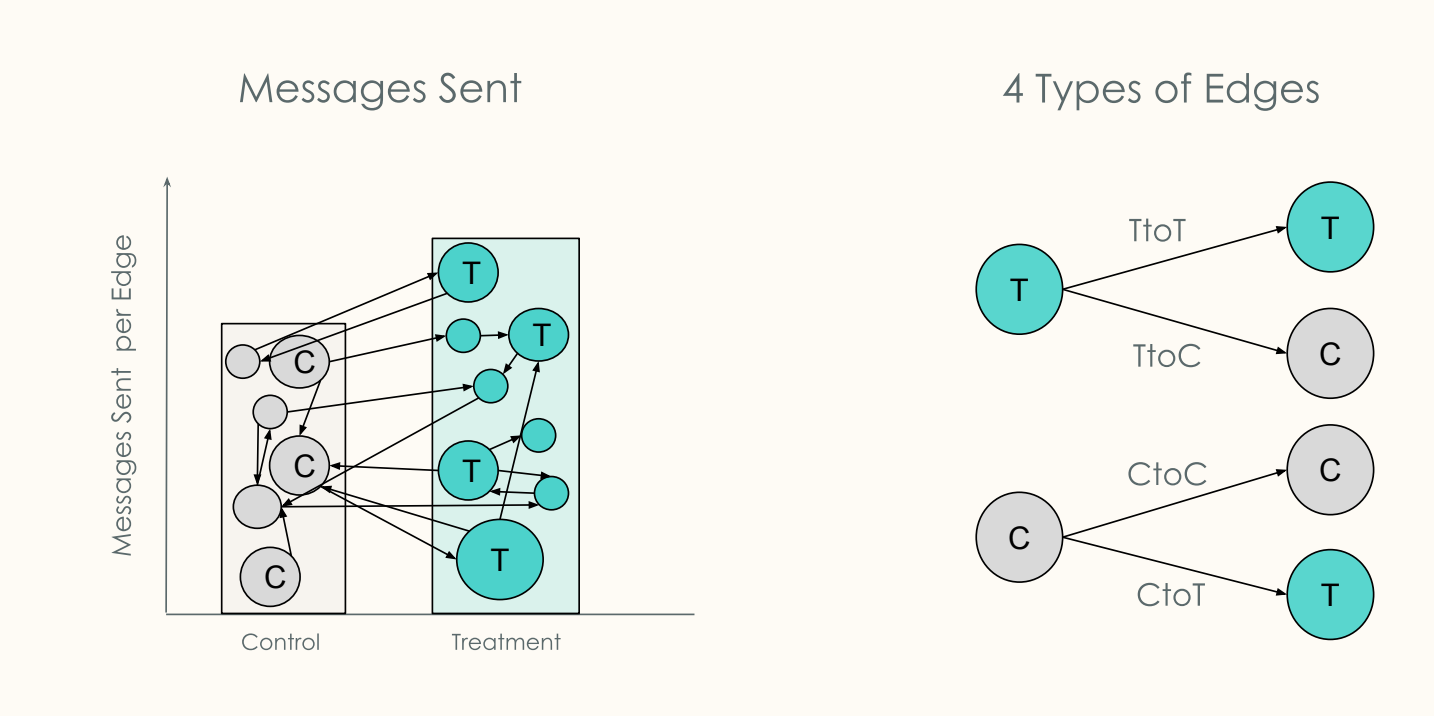 Messages Sent
4 Types of Edges
Messages Sent per Edge
T
T
C
C
T
T
C
Control
Treatment
T
TtoT
T
TtoC
C
C
CtoC
C
CtoT
T